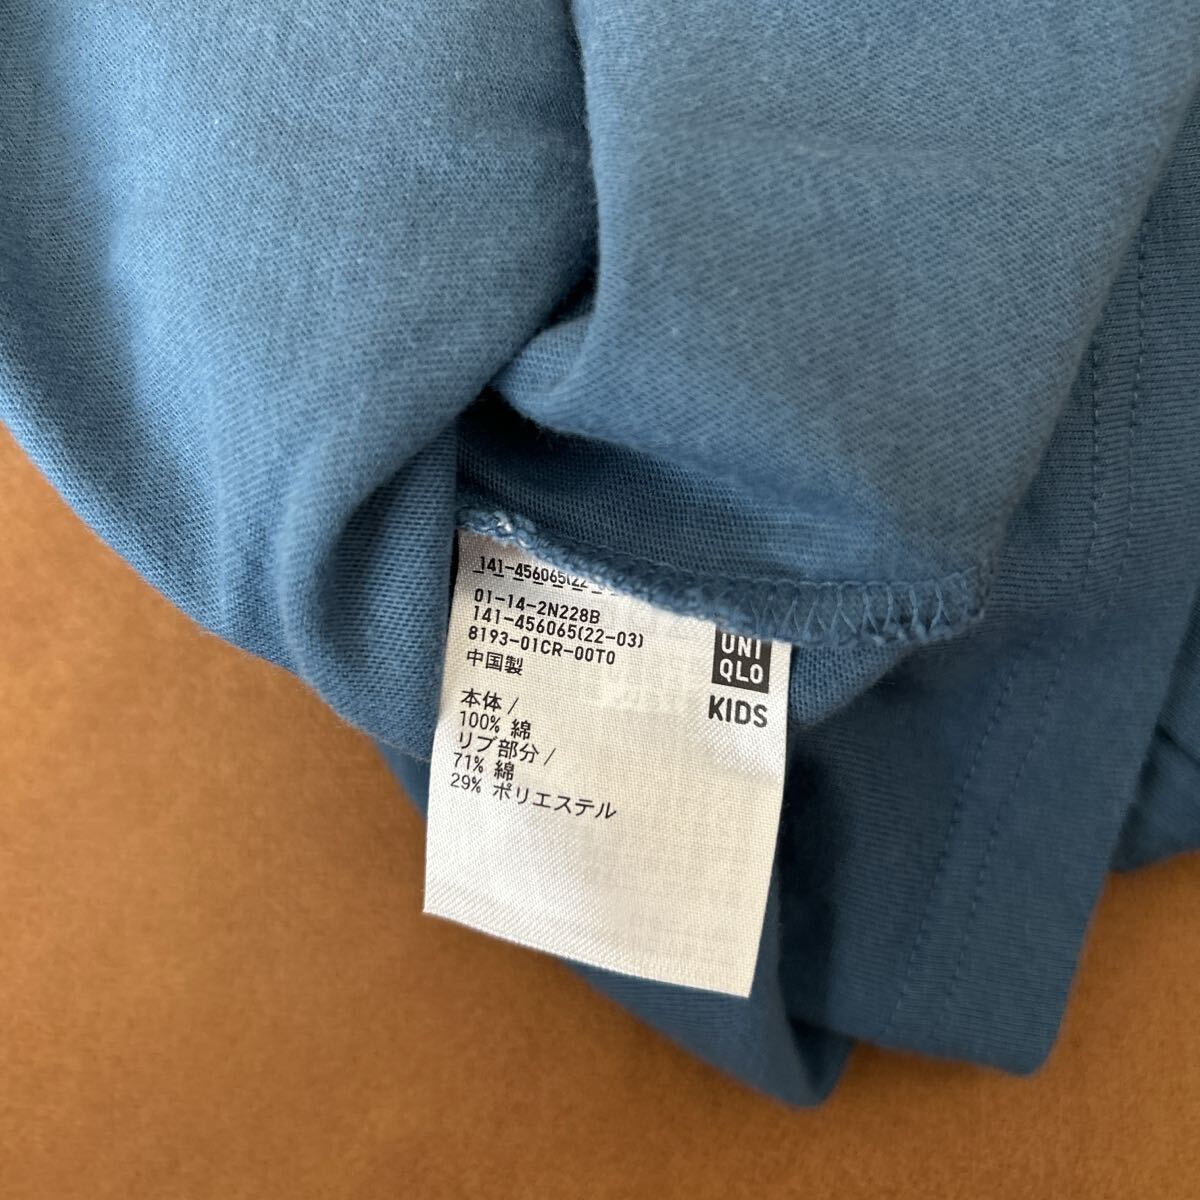 141-456065(22-
01-14-2N228B
141-456065(22-03)
8193-01CR-00T0
中国製
本体 /
100% 綿
リブ部分 /
71% 綿
29% ポリエステル
UNI
QLO
KIDS